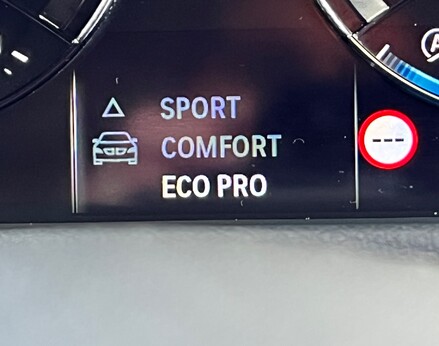 SPORT
COMFORT
ECO PRO
---